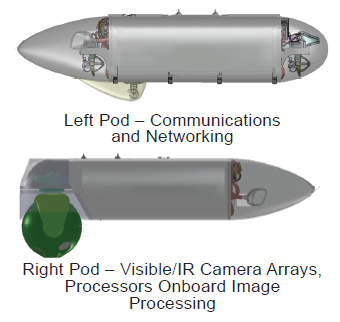 Left Pod – Communications
and Networking
Right Pod – Visible/IR Camera Arrays,
Processors Onboard Image
Processing